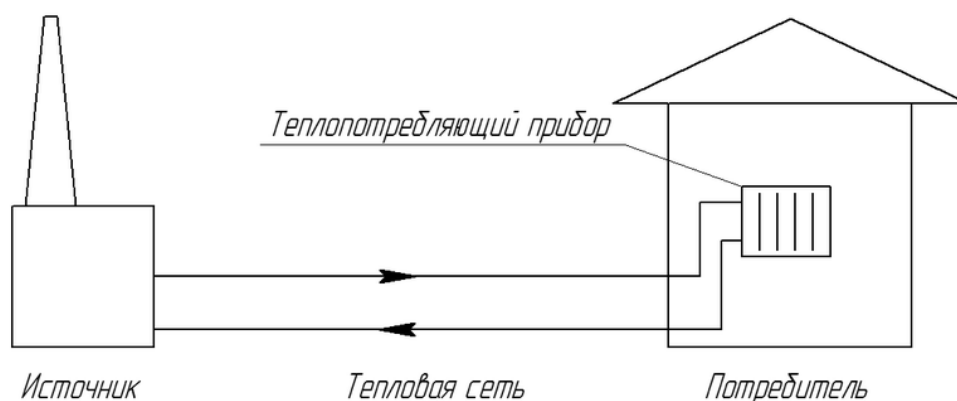 Теплопотребляющий прибор
Источник
Тепловая сеть
Потребитель